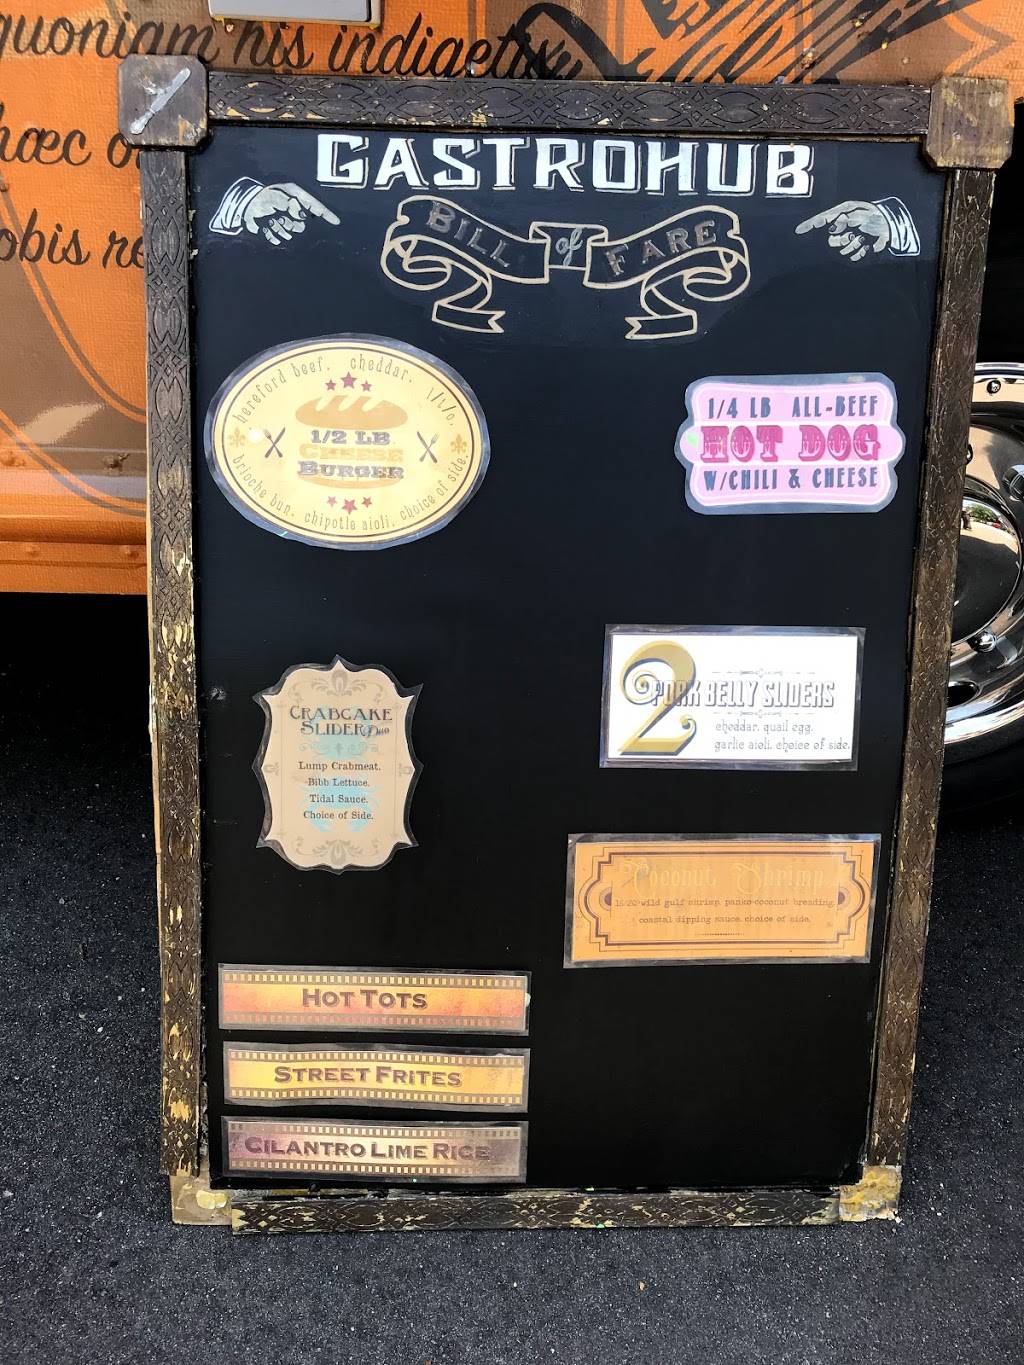 quoniam his indigetis
hæc
obis re
GASTROHUB
BILL of FARE
hereford beef, cheddar, l/t/o,
1/2 LB
CHEESE
BURGER
brioche bun, chipotle aioli, choice of side.
1/4 LB ALL-BEEF
HOT DOG
W/CHILI & CHEESE
CRABCAKE
SLIDER DUO
Lump Crabmeat.
Bibb Lettuce.
Tidal Sauce.
Choice of Side.
2 PORK BELLY SLIDERS
cheddar, quail egg,
garlic aioli, choice of side.
Coconut Shrimp
16/20 wild gulf shrimp, panko-coconut breading,
coastal dipping sauce, choice of side.
HOT TOTS
STREET FRITES
CILANTRO LIME RICE